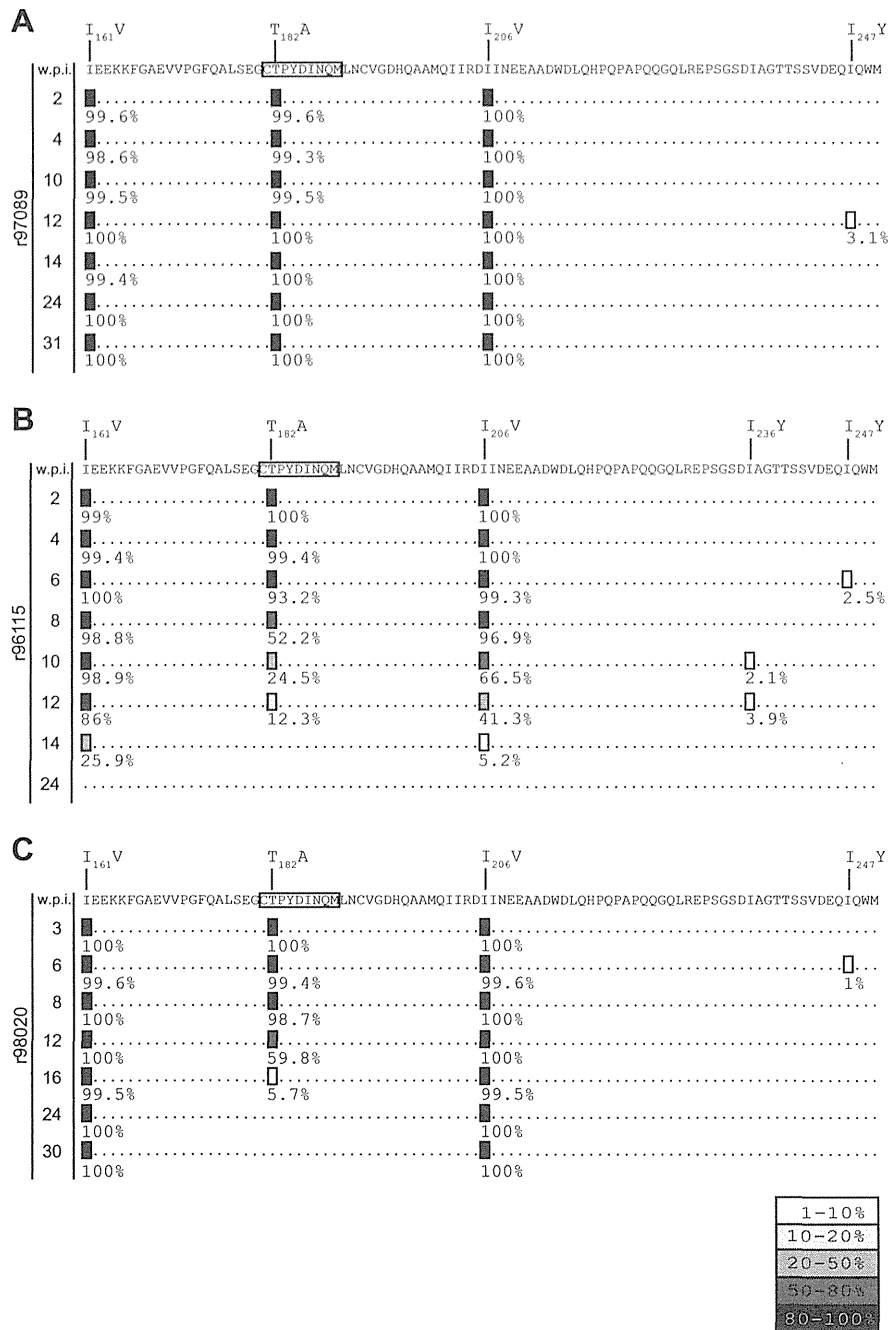 A
I161V T182A I206V I247Y
w.p.i. IEEKKFGAEVVPGFQALSEGCTPYDINQMLNCVGDHQAAMQIIRDIINEEAADWDLQHPQPAPQQGQLREPSGSDIAGTTSSVDEQIQWM
r97089
2
99.6% 99.6% 100%
4
98.6% 99.3% 100%
10
99.5% 99.5% 100%
12
100% 100% 100% 3.1%
14
99.4% 100% 100%
24
100% 100% 100%
31
100% 100% 100%
B
I161V T182A I206V I236Y I247Y
w.p.i. IEEKKFGAEVVPGFQALSEGCTPYDINQMLNCVGDHQAAMQIIRDIINEEAADWDLQHPQPAPQQGQLREPSGSDIAGTTSSVDEQIQWM
r96115
2
99% 100% 100%
4
99.4% 99.4% 100%
6
100% 93.2% 99.3% 2.5%
8
98.8% 52.2% 96.9%
10
98.9% 24.5% 66.5% 2.1%
12
86% 12.3% 41.3% 3.9%
14
25.9% 5.2%
24
C
I161V T182A I206V I247Y
w.p.i. IEEKKFGAEVVPGFQALSEGCTPYDINQMLNCVGDHQAAMQIIRDIINEEAADWDLQHPQPAPQQGQLREPSGSDIAGTTSSVDEQIQWM
r98020
3
100% 100% 100%
6
99.6% 99.4% 99.6% 1%
8
100% 98.7% 100%
12
100% 59.8% 100%
16
99.5% 5.7% 99.5%
24
100% 100%
30
100% 100%
1-10%
10-20%
20-50%
50-80%
80-100%